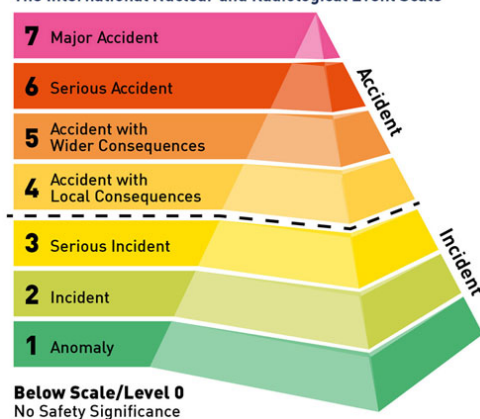 The International Nuclear and Radiological Event Scale
7 Major Accident
6 Serious Accident
5 Accident with
Wider Consequences
4 Accident with
Local Consequences
3 Serious Incident
2 Incident
1 Anomaly
Accident
Incident
Below Scale/Level 0
No Safety Significance